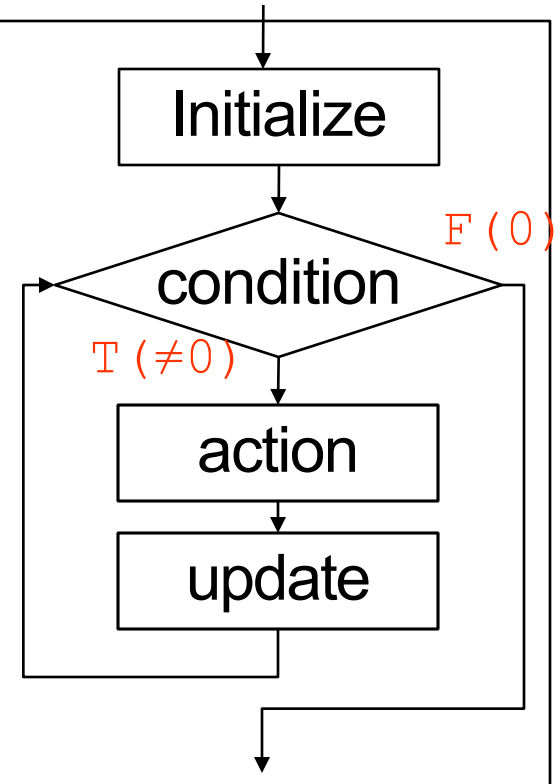 Initialize
F(0)
condition
T(≠0)
action
update